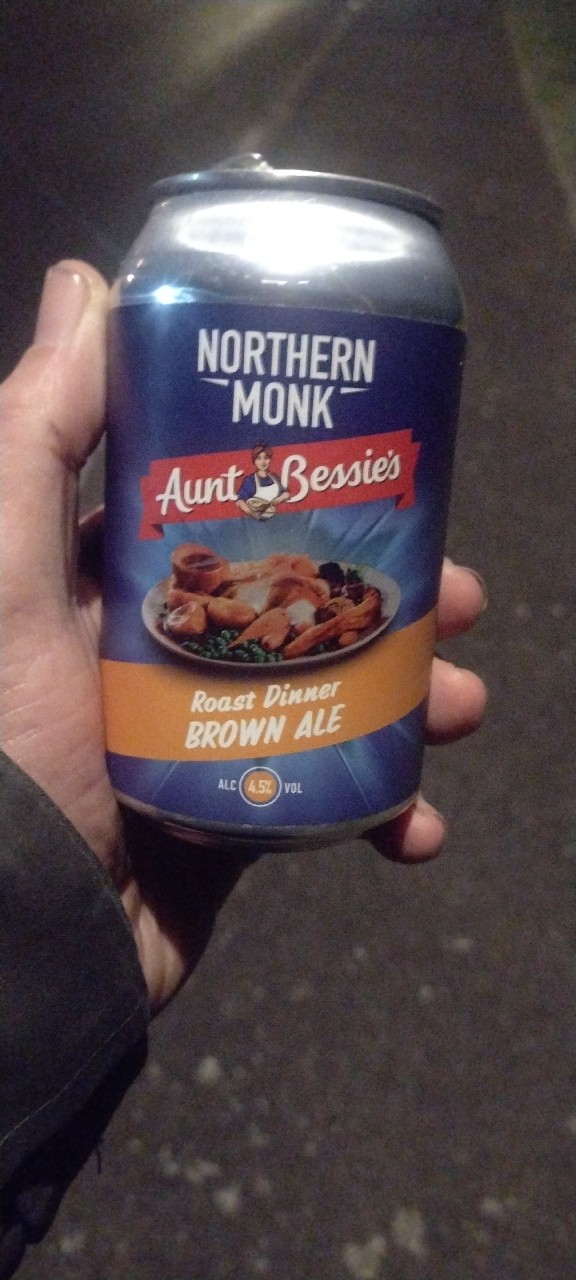 NORTHERN
MONK
Aunt Bessie's
Roast Dinner
BROWN ALE
ALC 4.5% VOL